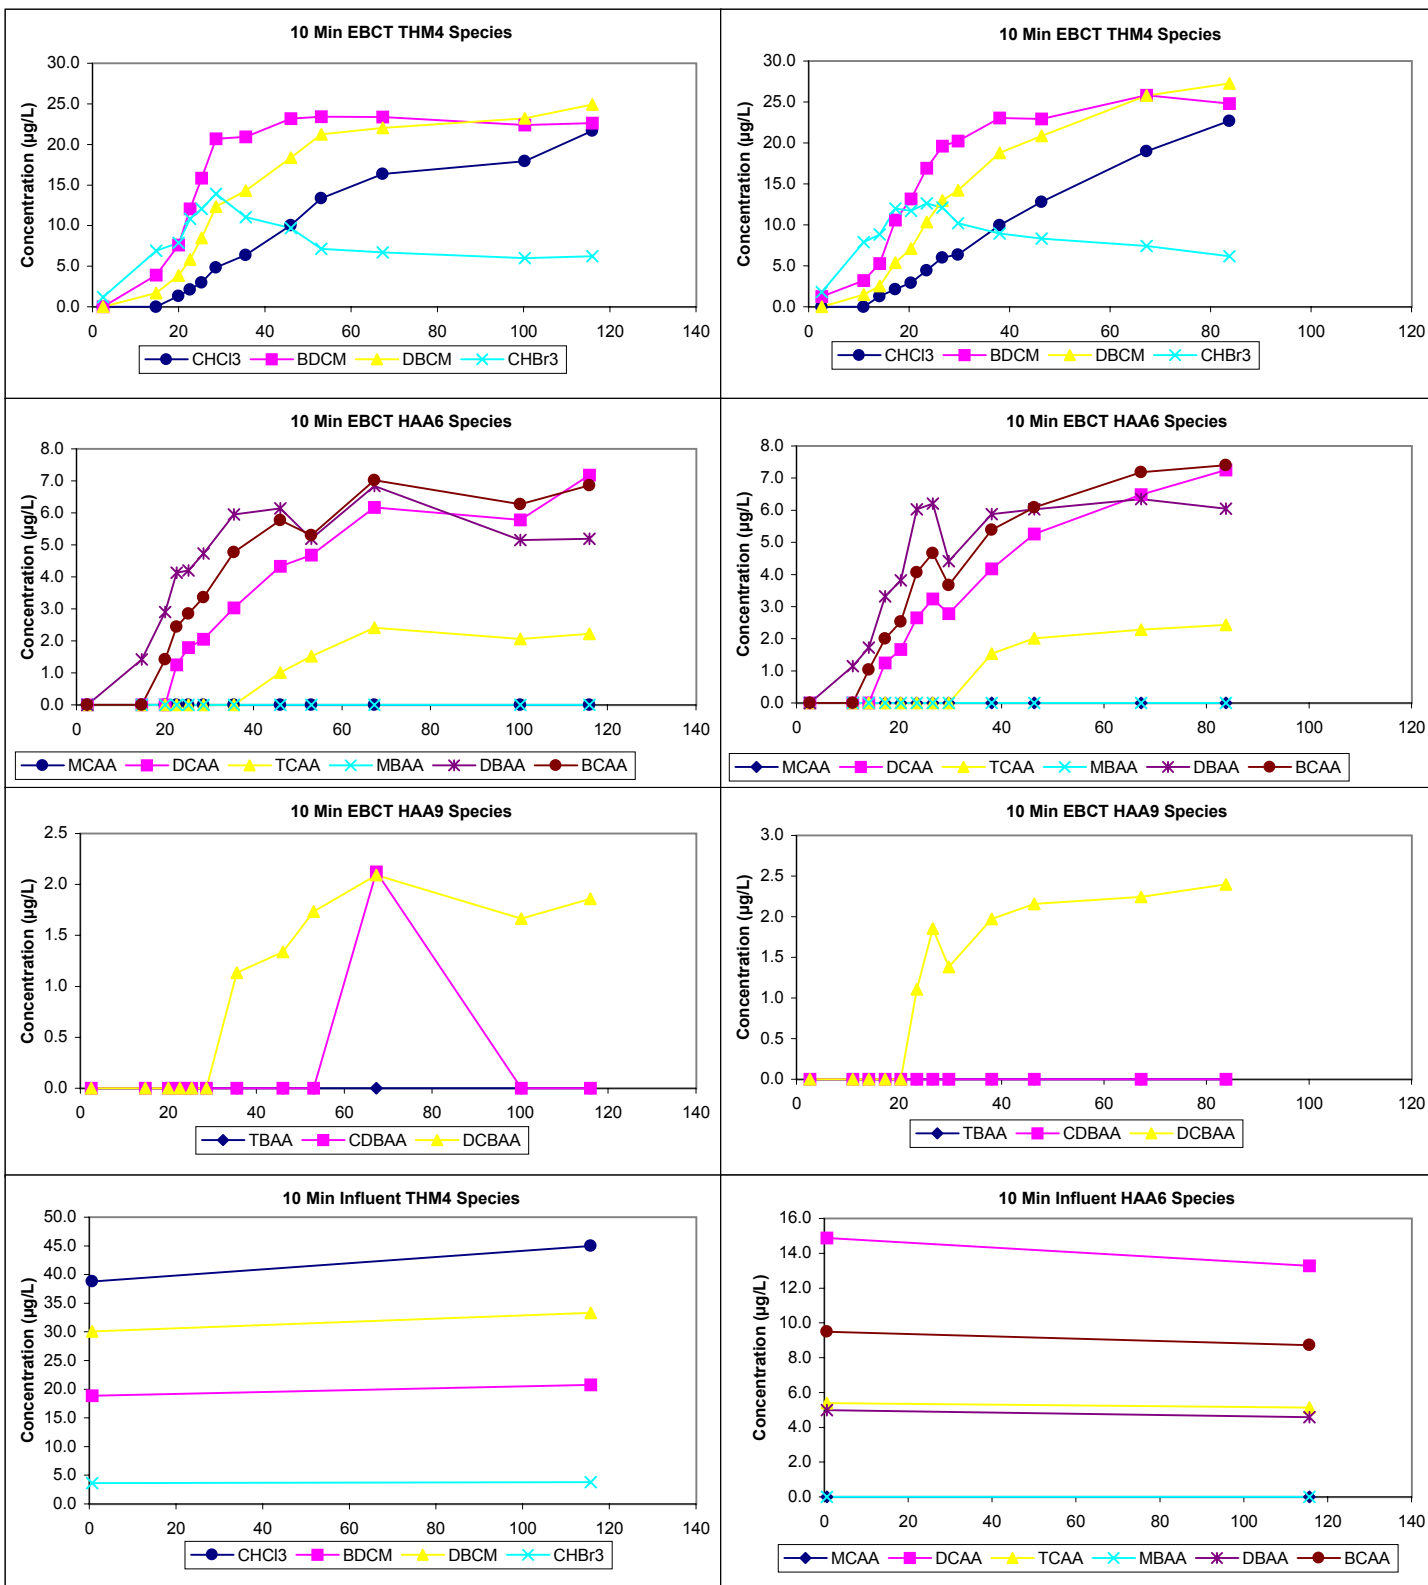 10 Min EBCT THM4 Species
Concentration (µg/L)
30.0
25.0
20.0
15.0
10.0
5.0
0.0
0 20 40 60 80 100 120 140
CHCl3 BDCM DBCM CHBr3
10 Min EBCT THM4 Species
Concentration (µg/L)
30.0
25.0
20.0
15.0
10.0
5.0
0.0
0 20 40 60 80 100 120
CHCl3 BDCM DBCM CHBr3
10 Min EBCT HAA6 Species
Concentration (µg/L)
8.0
7.0
6.0
5.0
4.0
3.0
2.0
1.0
0.0
0 20 40 60 80 100 120 140
MCAA DCAA TCAA MBAA DBAA BCAA
10 Min EBCT HAA6 Species
Concentration (µg/L)
8.0
7.0
6.0
5.0
4.0
3.0
2.0
1.0
0.0
0 20 40 60 80 100 120
MCAA DCAA TCAA MBAA DBAA BCAA
10 Min EBCT HAA9 Species
Concentration (µg/L)
2.5
2.0
1.5
1.0
0.5
0.0
0 20 40 60 80 100 120 140
TBAA CDBAA DCBAA
10 Min EBCT HAA9 Species
Concentration (µg/L)
3.0
2.5
2.0
1.5
1.0
0.5
0.0
0 20 40 60 80 100 120
TBAA CDBAA DCBAA
10 Min Influent THM4 Species
Concentration (µg/L)
50.0
45.0
40.0
35.0
30.0
25.0
20.0
15.0
10.0
5.0
0.0
0 20 40 60 80 100 120 140
CHCl3 BDCM DBCM CHBr3
10 Min Influent HAA6 Species
Concentration (µg/L)
16.0
14.0
12.0
10.0
8.0
6.0
4.0
2.0
0.0
0 20 40 60 80 100 120 140
MCAA DCAA TCAA MBAA DBAA BCAA